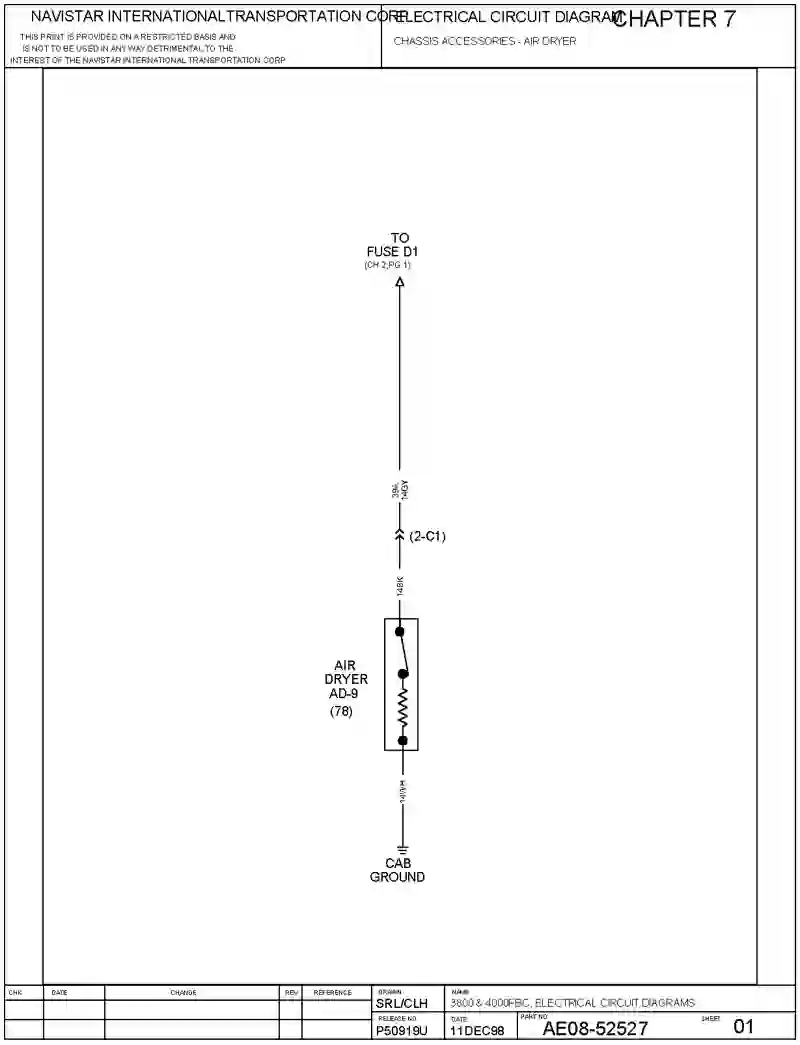 NAVISTAR INTERNATIONALTRANSPORTATION CORP.
THIS PRINT IS PROVIDED ON A RESTRICTED BASIS AND
IS NOT TO BE USED IN ANY WAY DETRIMENTAL TO THE
INTEREST OF THE NAVISTAR INTERNATIONAL TRANSPORTATION CORP
ELECTRICAL CIRCUIT DIAGRAM
CHAPTER 7
CHASSIS ACCESSORIES - AIR DRYER
TO
FUSE D1
(CH 2,PG 1)
14GY
(2-C1)
14BK
AIR
DRYER
AD-9
(78)
14WH
CAB
GROUND
CHK
DATE
CHANGE
REV
REFERENCE
DRAWN
SRL/CLH
NAME
3800 & 4000FBC, ELECTRICAL CIRCUIT DIAGRAMS
RELEASE NO
P50919U
DATE
11DEC98
PART NO
AE08-52527
SHEET
01